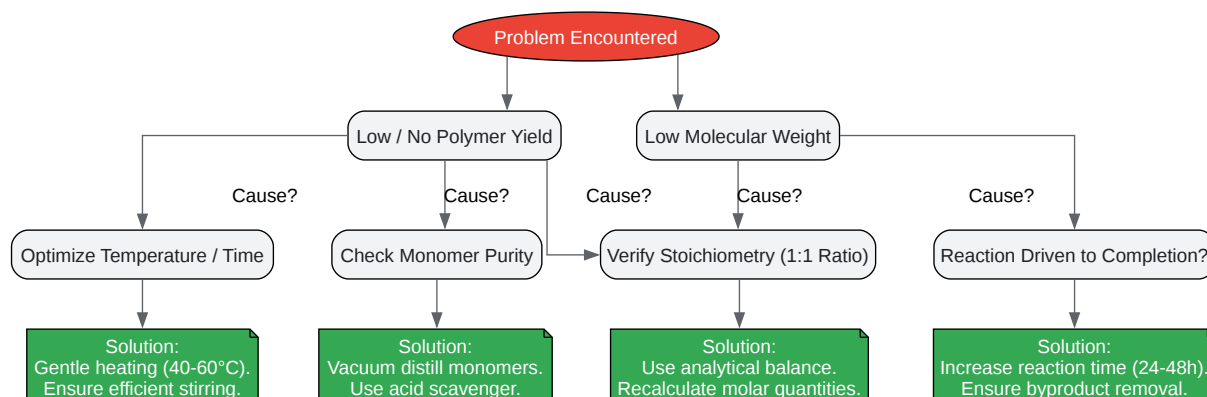 Problem Encountered
Low / No Polymer Yield
Low Molecular Weight
Cause?
Cause?
Cause?
Cause?
Cause?
Optimize Temperature / Time
Check Monomer Purity
Verify Stoichiometry (1:1 Ratio)
Reaction Driven to Completion?
Solution:
Gentle heating (40-60°C).
Ensure efficient stirring.
Solution:
Vacuum distill monomers.
Use acid scavenger.
Solution:
Use analytical balance.
Recalculate molar quantities.
Solution:
Increase reaction time (24-48h).
Ensure byproduct removal.